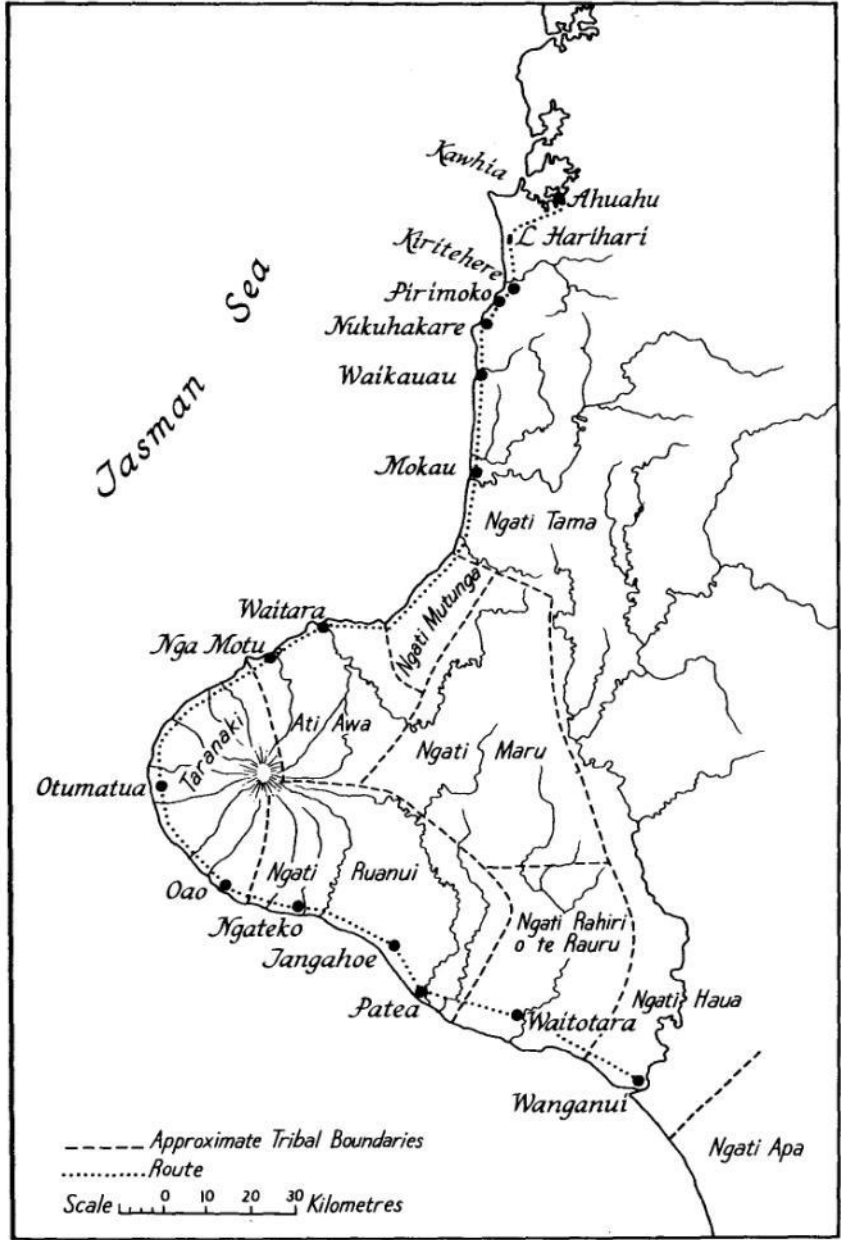 Kawhia
Ahuahu
L Harihari
Kiritehere
Pirimoko
Nukuhakare
Waikauau
Mokau
Tasman Sea
Ngati Tama
Ngati Mutunga
Waitara
Nga Motu
Ati Awa
Taranaki
Ngati Maru
Otumatua
Oao
Ngati Ruanui
Ngateko
Tangahoe
Ngati Rahiri
o te Rauru
Patea
Waitotara
Ngati Haua
Wanganui
Ngati Apa
Approximate Tribal Boundaries
Route
Scale 0 10 20 30 Kilometres